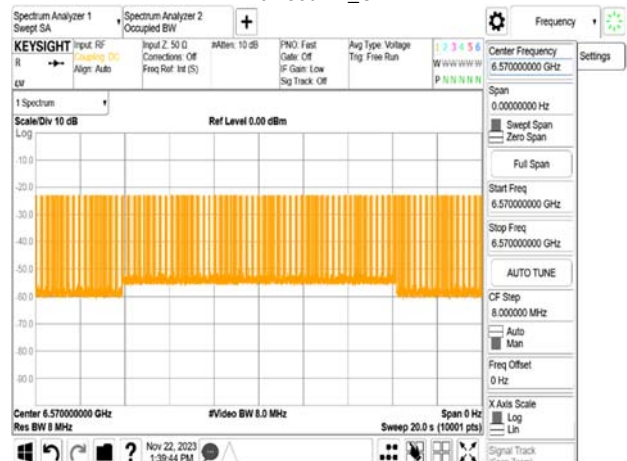 Spectrum Analyzer 1
Swept SA
Spectrum Analyzer 2
Occupied BW
Frequency
KEYSIGHT
Input: RF
Coupling: DC
Align: Auto
Input Z: 50 Ω
Corrections: Off
Freq Ref: Int (S)
#Atten: 10 dB
PNO: Fast
Gate: Off
IF Gain: Low
Sig Track: Off
Avg Type: Voltage
Trig: Free Run
1 2 3 4 5 6
W W W W W W
P N N N N N
R
LXI
1 Spectrum
Scale/Div 10 dB
Ref Level 0.00 dBm
Log
-10.0
-20.0
-30.0
-40.0
-50.0
-60.0
-70.0
-80.0
-90.0
Center 6.570000000 GHz
#Video BW 8.0 MHz
Span 0 Hz
Res BW 8 MHz
Sweep 20.0 s (10001 pts)
Nov 22, 2023
1:39:44 PM
Center Frequency
6.570000000 GHz
Settings
Span
0.00000000 Hz
Swept Span
Zero Span
Full Span
Start Freq
6.570000000 GHz
Stop Freq
6.570000000 GHz
AUTO TUNE
CF Step
8.000000 MHz
Auto
Man
Freq Offset
0 Hz
X Axis Scale
Log
Lin
Signal Track